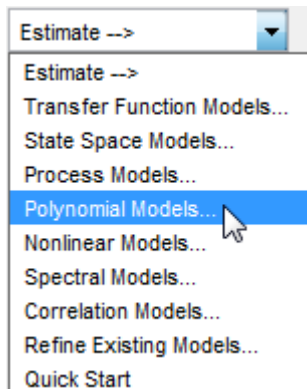 Estimate -->
Estimate -->
Transfer Function Models...
State Space Models...
Process Models...
Polynomial Models...
Nonlinear Models...
Spectral Models...
Correlation Models...
Refine Existing Models...
Quick Start